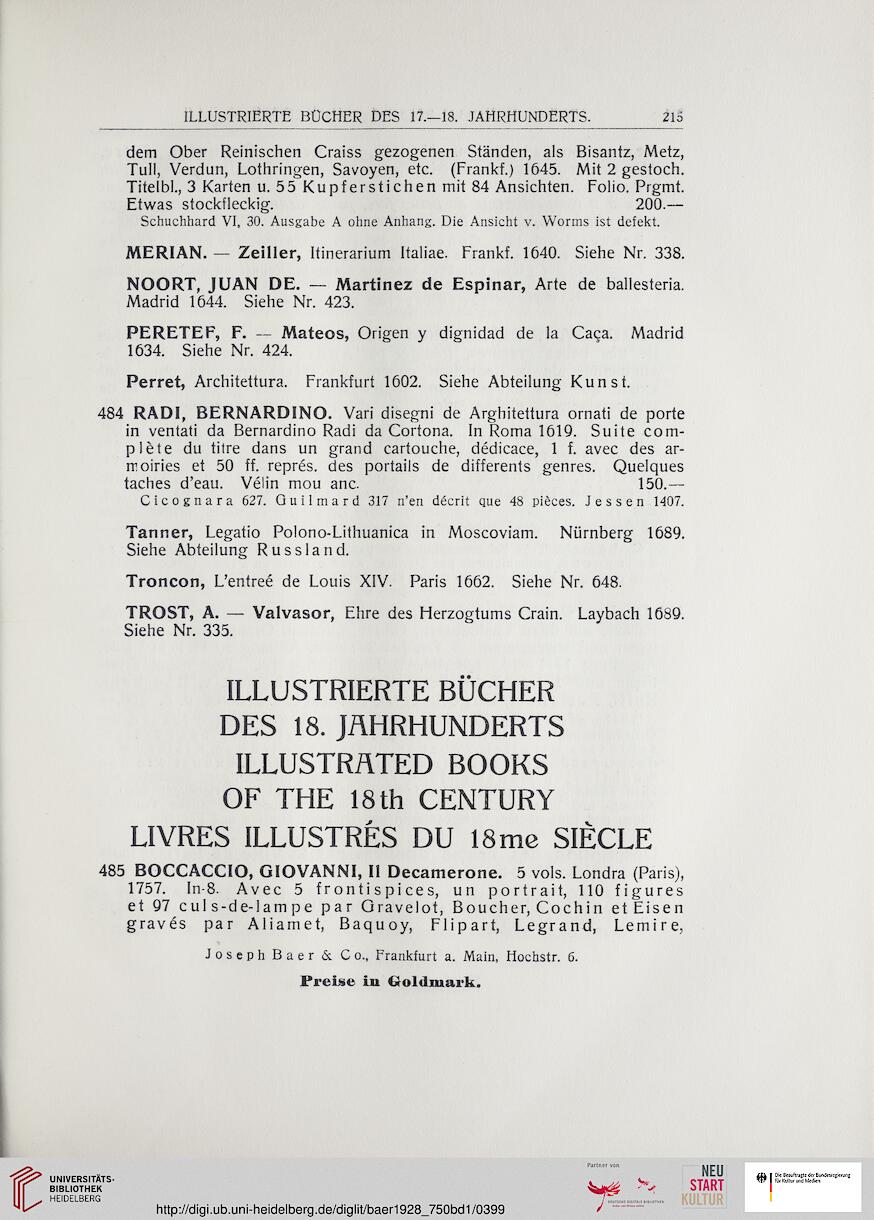 ILLUSTRIERTE BÜCHER DES 17.—18. JAHRHUNDERTS. 215
dem Ober Reinischen Craiss gezogenen Ständen, als Bisantz, Metz,
Tull, Verdun, Lothringen, Savoyen, etc. (Frankf.) 1645. Mit 2 gestoch.
Titelbl., 3 Karten u. 55 Kupferstichen mit 84 Ansichten. Folio. Prgmt.
Etwas stockfleckig. 200.—
Schuchhard VI, 30. Ausgabe A ohne Anhang. Die Ansicht v. Worms ist defekt.
MERIAN. — Zeiller, Itinerarium Italiae. Frankf. 1640. Siehe Nr. 338.
NOORT, JUAN DE. — Martinez de Espinar, Arte de ballesteria.
Madrid 1644. Siehe Nr. 423.
PERETEF, F. — Mateos, Origen y dignidad de la Caça. Madrid
1634. Siehe Nr. 424.
Perret, Architettura. Frankfurt 1602. Siehe Abteilung Kunst.
484 RADI, BERNARDINO. Vari disegni de Arghitettura ornati de porte
in ventati da Bernardino Radi da Cortona. In Roma 1619. Suite com-
plète du titre dans un grand cartouche, dédicace, 1 f. avec des ar-
moiries et 50 ff. représ. des portails de differents genres. Quelques
taches d'eau. Vélin mou anc. 150.—
Cicognara 627. Guilmard 317 n'en décrit que 48 pièces. Jessen 1407.
Tanner, Legatio Polono-Lithuanica in Moscoviam. Nürnberg 1689.
Siehe Abteilung Russland.
Troncon, L'entreé de Louis XIV. Paris 1662. Siehe Nr. 648.
TROST, A. — Valvasor, Ehre des Herzogtums Crain. Laybach 1689.
Siehe Nr. 335.
ILLUSTRIERTE BÜCHER
DES 18. JAHRHUNDERTS
ILLUSTRATED BOOKS
OF THE 18th CENTURY
LIVRES ILLUSTRÉS DU 18me SIÈCLE
485 BOCCACCIO, GIOVANNI, Il Decamerone. 5 vols. Londra (Paris),
1757. In-8. Avec 5 frontispices, un portrait, 110 figures
et 97 culs-de-lampe par Gravelot, Boucher, Cochin et Eisen
gravés par Aliamet, Baquoy, Flipart, Legrand, Lemire,
Joseph Baer & Co., Frankfurt a. Main, Hochstr. 6.
Preise in Goldmark.
UNIVERSITÄTS-
BIBLIOTHEK
HEIDELBERG
http://digi.ub.uni-heidelberg.de/diglit/baer1928_750bd1/0399
Partner von
DEUTSCHE DIGITALE BIBLIOTHEK
NEU
START
KULTUR
Die Beauftragte der Bundesregierung
für Kultur und Medien